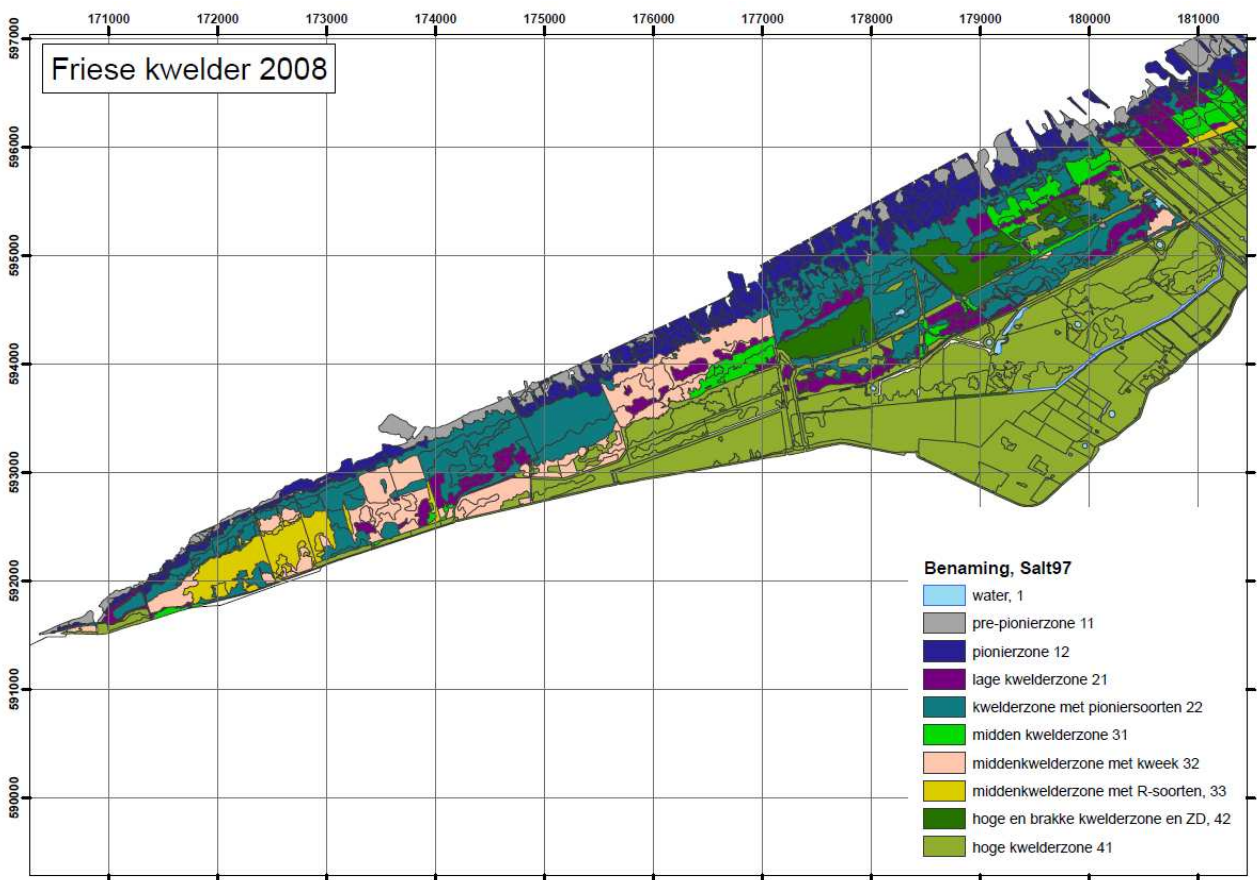 171000 172000 173000 174000 175000 176000 177000 178000 179000 180000 181000
597000
Friese kwelder 2008
596000
595000
594000
593000
592000
591000
590000
Benaming, Salt97
water, 1
pre-pionierzone 11
pionierzone 12
lage kwelderzone 21
kwelderzone met pioniersoorten 22
midden kwelderzone 31
middenkwelderzone met kweek 32
middenkwelderzone met R-soorten, 33
hoge en brakke kwelderzone en ZD, 42
hoge kwelderzone 41